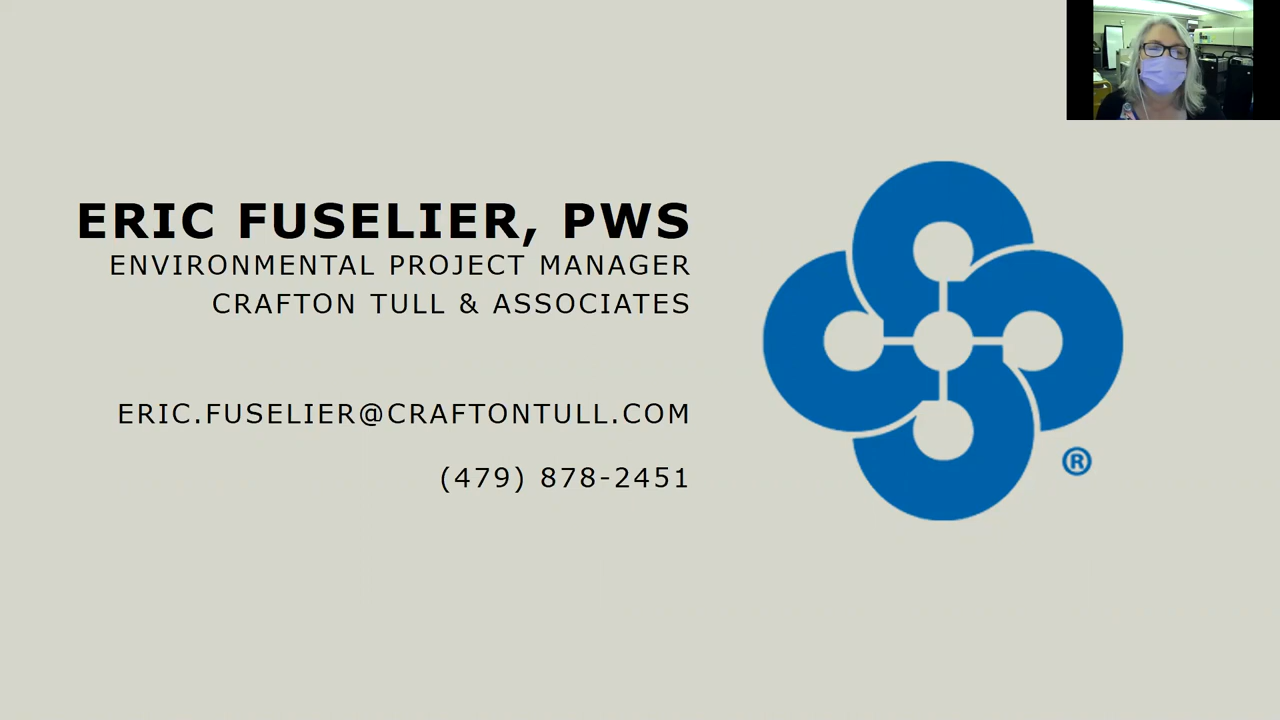 ERIC FUSELIER, PWS
ENVIRONMENTAL PROJECT MANAGER
CRAFTON TULL & ASSOCIATES
ERIC.FUSELIER@CRAFTONTULL.COM
(479) 878-2451
®